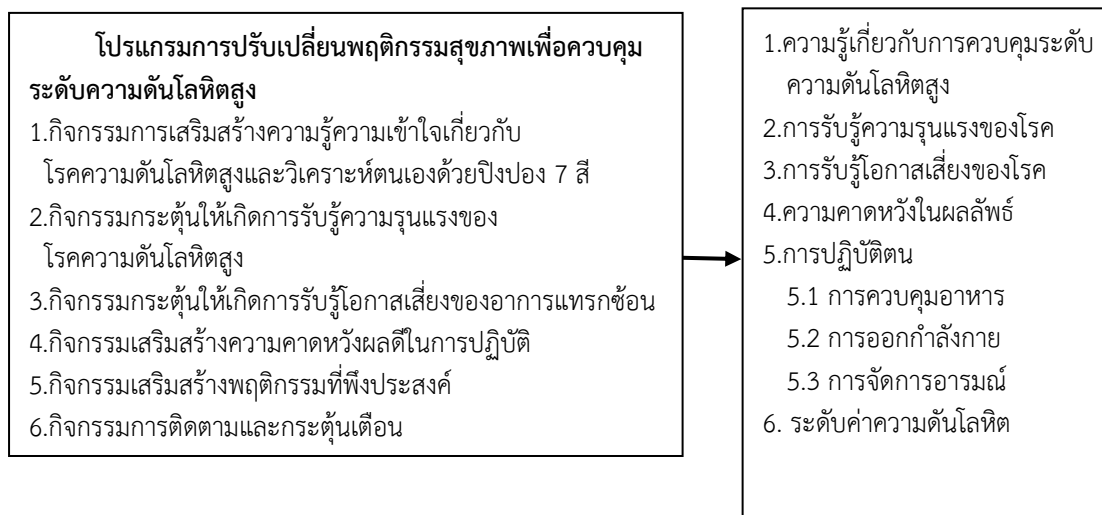 โปรแกรมการปรับเปลี่ยนพฤติกรรมสุขภาพเพื่อควบคุม
ระดับความดันโลหิตสูง
1.กิจกรรมการเสริมสร้างความรู้ความเข้าใจเกี่ยวกับ
โรคความดันโลหิตสูงและวิเคราะห์ตนเองด้วยปิงปอง 7 สี
2.กิจกรรมกระตุ้นให้เกิดการรับรู้ความรุนแรงของ
โรคความดันโลหิตสูง
3.กิจกรรมกระตุ้นให้เกิดการรับรู้โอกาสเสี่ยงของอาการแทรกซ้อน
4.กิจกรรมเสริมสร้างความคาดหวังผลดีในการปฏิบัติ
5.กิจกรรมเสริมสร้างพฤติกรรมที่พึงประสงค์
6.กิจกรรมการติดตามและกระตุ้นเตือน
1.ความรู้เกี่ยวกับการควบคุมระดับ
ความดันโลหิตสูง
2.การรับรู้ความรุนแรงของโรค
3.การรับรู้โอกาสเสี่ยงของโรค
4.ความคาดหวังในผลลัพธ์
5.การปฏิบัติตน
5.1 การควบคุมอาหาร
5.2 การออกกำลังกาย
5.3 การจัดการอารมณ์
6. ระดับค่าความดันโลหิต